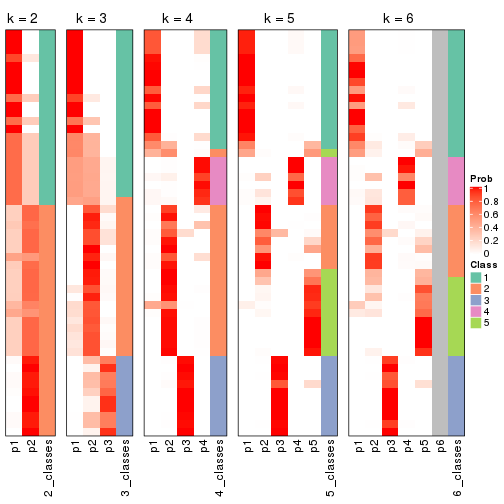 k = 2
k = 3
k = 4
k = 5
k = 6
Prob
1
0.8
0.6
0.4
0.2
0
Class
1
2
3
4
5
p1
p2
2_classes
p1
p2
p3
3_classes
p1
p2
p3
p4
4_classes
p1
p2
p3
p4
p5
5_classes
p1
p2
p3
p4
p5
p6
6_classes